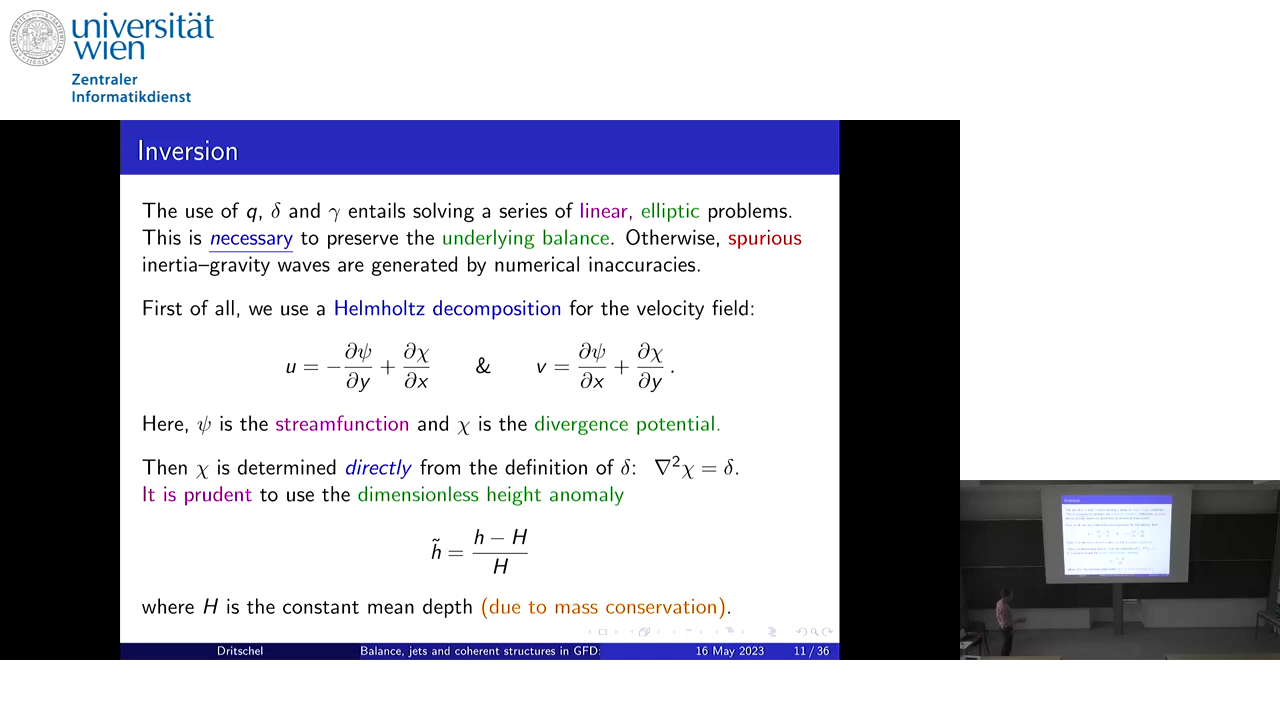 universität
wien
Zentraler
Informatikdienst
Inversion
The use of q, δ and γ entails solving a series of linear, elliptic problems.
This is necessary to preserve the underlying balance. Otherwise, spurious
inertia–gravity waves are generated by numerical inaccuracies.
First of all, we use a Helmholtz decomposition for the velocity field:
u = −∂ψ/∂y + ∂χ/∂x & v = ∂ψ/∂x + ∂χ/∂y .
Here, ψ is the streamfunction and χ is the divergence potential.
Then χ is determined directly from the definition of δ: ∇²χ = δ.
It is prudent to use the dimensionless height anomaly
h̃ = (h − H)/H
where H is the constant mean depth (due to mass conservation).
Dritschel Balance, jets and coherent structures in GFD: 16 May 2023 11 / 36
Inversion